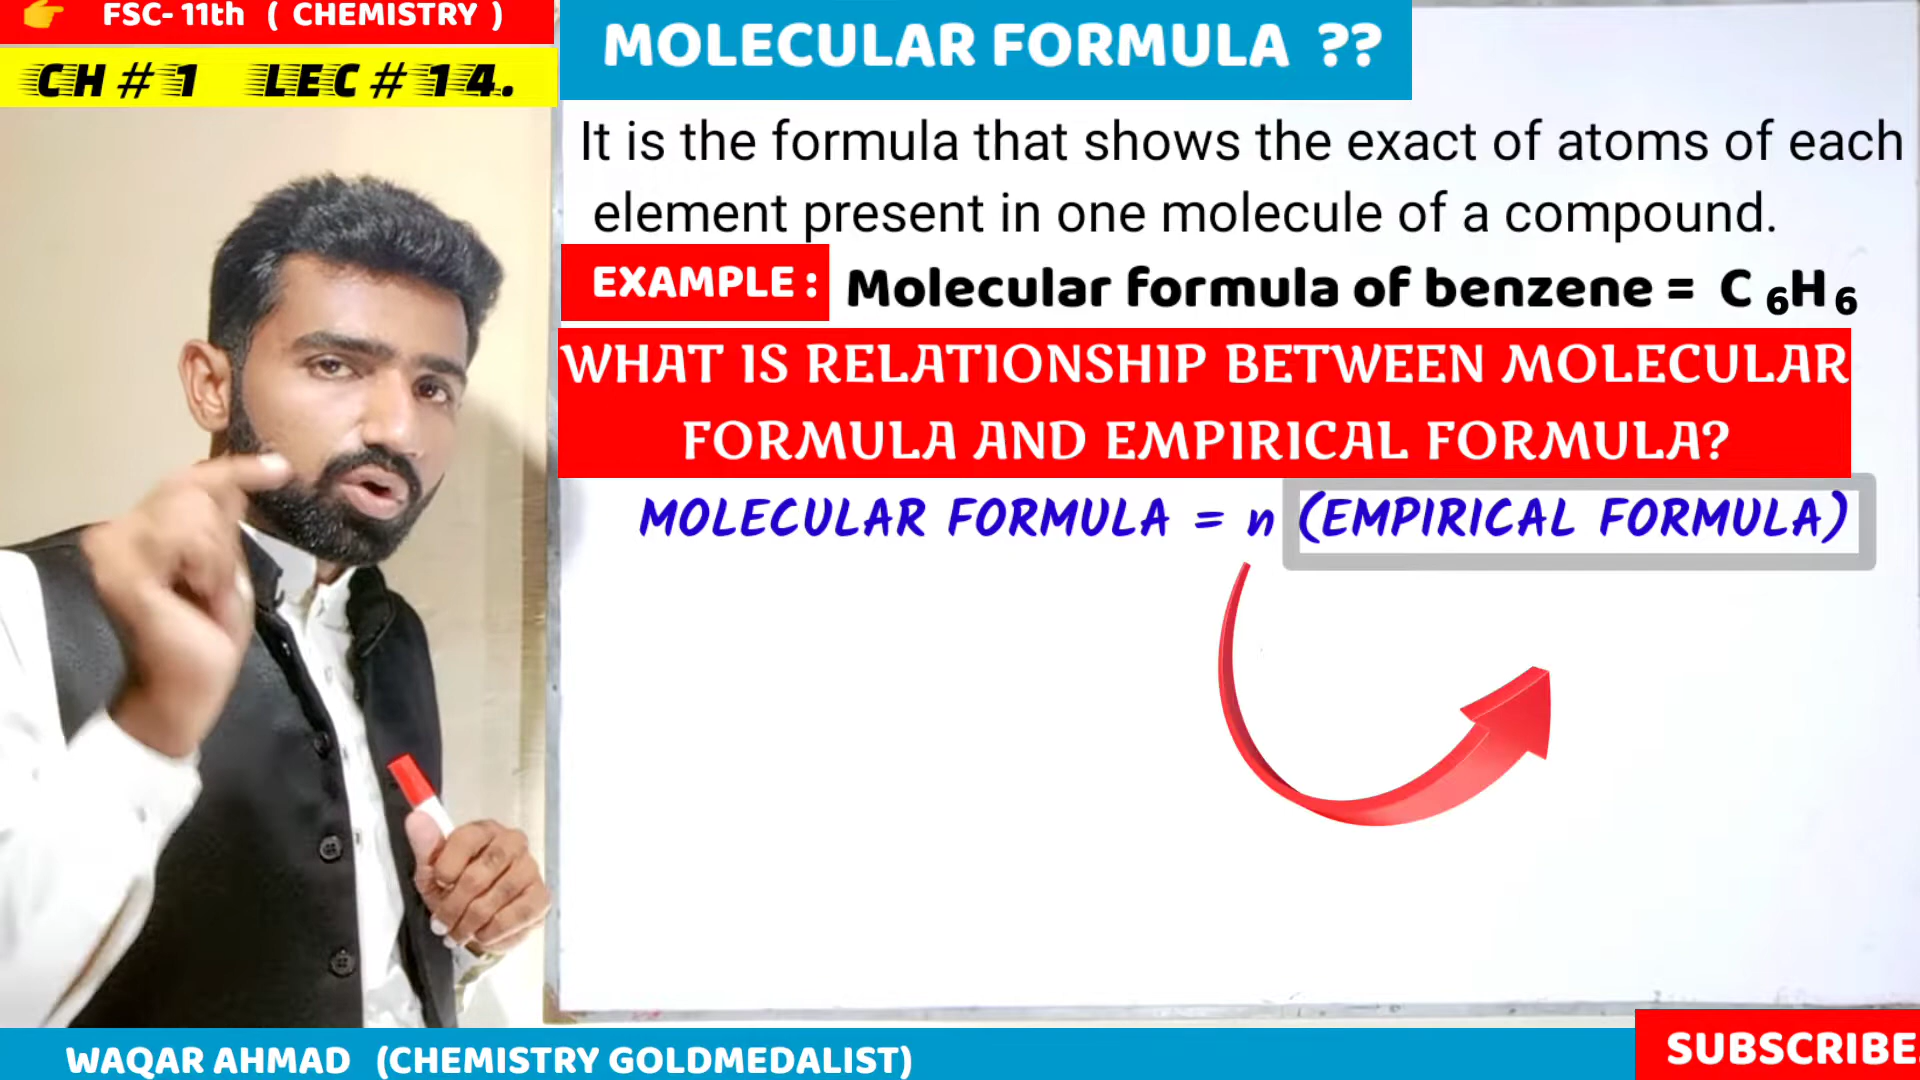 FSC- 11th ( CHEMISTRY )
CH # 1 LEC # 14.
MOLECULAR FORMULA ??
It is the formula that shows the exact of atoms of each
element present in one molecule of a compound.
EXAMPLE : Molecular formula of benzene = C 6H 6
WHAT IS RELATIONSHIP BETWEEN MOLECULAR
FORMULA AND EMPIRICAL FORMULA?
MOLECULAR FORMULA = n (EMPIRICAL FORMULA)
WAQAR AHMAD (CHEMISTRY GOLDMEDALIST)
SUBSCRIBE